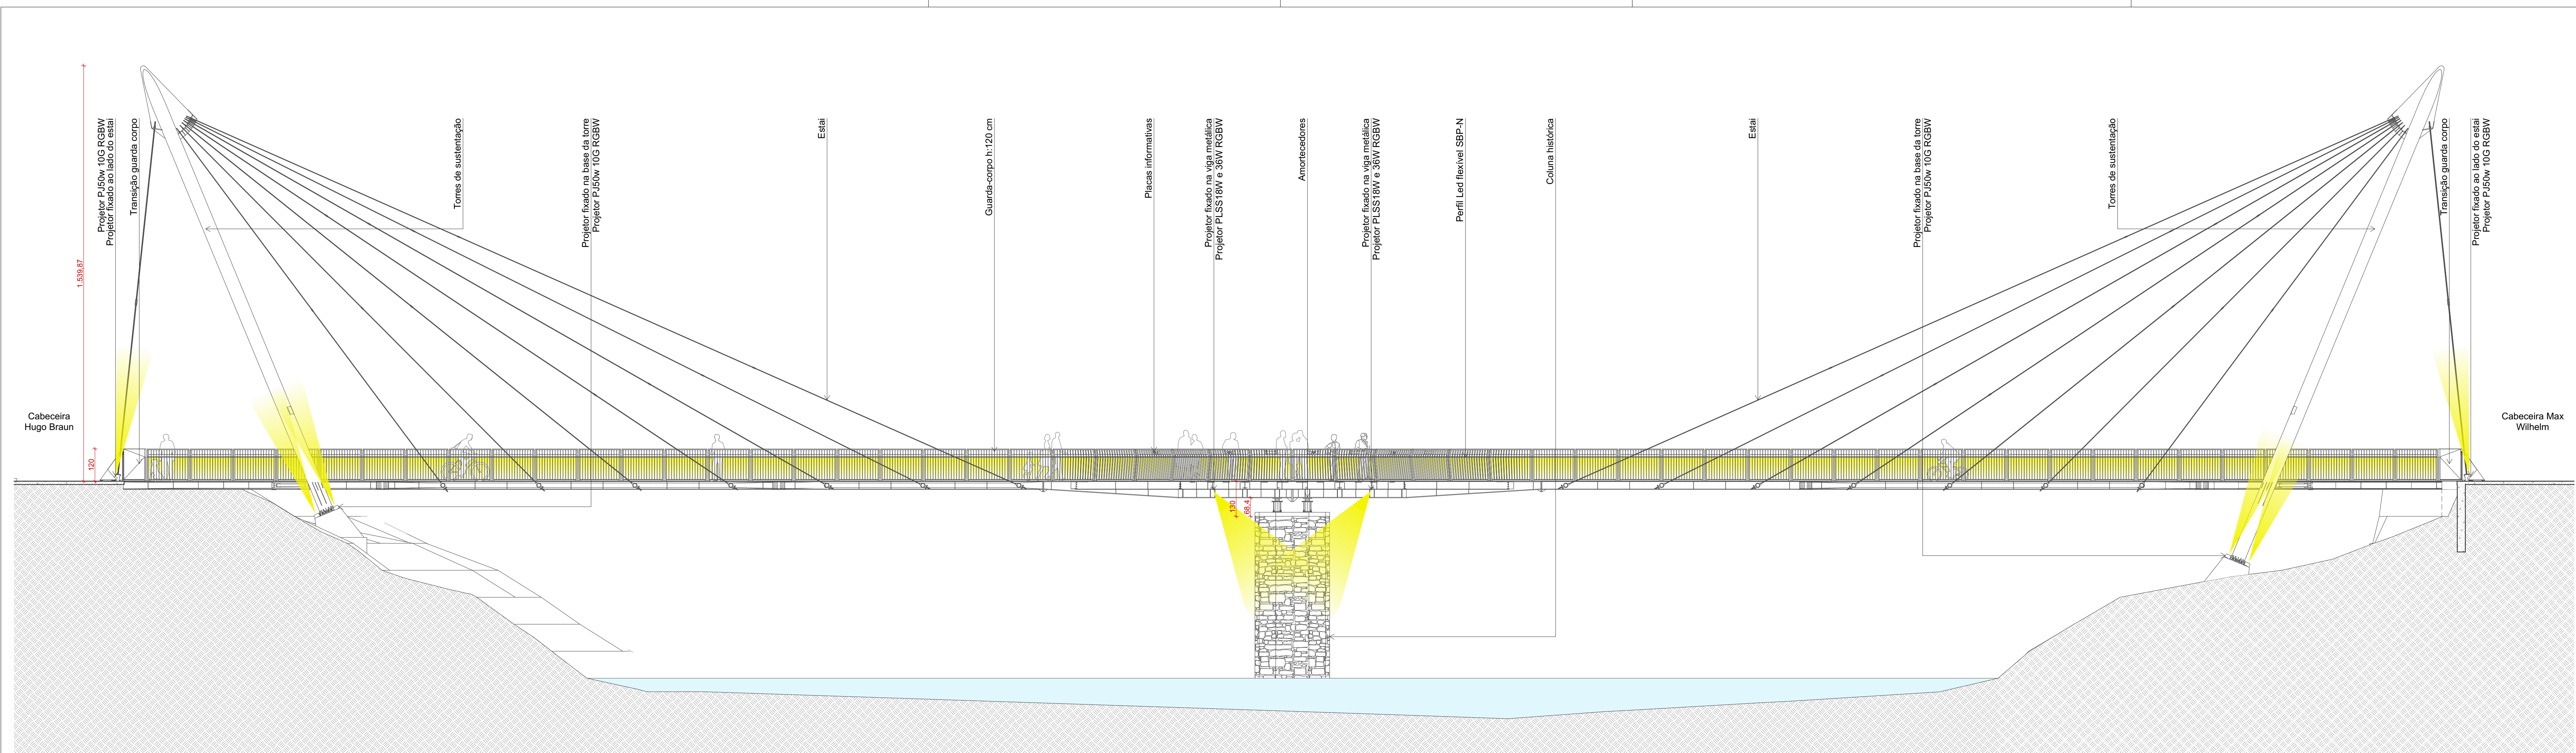 1.539,87
120
Cabeceira
Hugo Braun
Projetor PJ50w 10G RGBW
Projetor fixado ao lado do estai
Transição guarda corpo
Torres de sustentação
Projetor fixado na base da torre
Projetor PJ50w 10G RGBW
Estai
Guarda-corpo h:120 cm
Placas informativas
Projetor fixado na viga metálica
Projetor PLSS18W e 36W RGBW
130
68,4
Amortecedores
Projetor fixado na viga metálica
Projetor PLSS18W e 36W RGBW
Perfil Led flexível SBP-N
Coluna histórica
Estai
Projetor fixado na base da torre
Projetor PJ50w 10G RGBW
Torres de sustentação
Transição guarda corpo
Projetor fixado ao lado do estai
Projetor PJ50w 10G RGBW
Cabeceira Max
Wilhelm